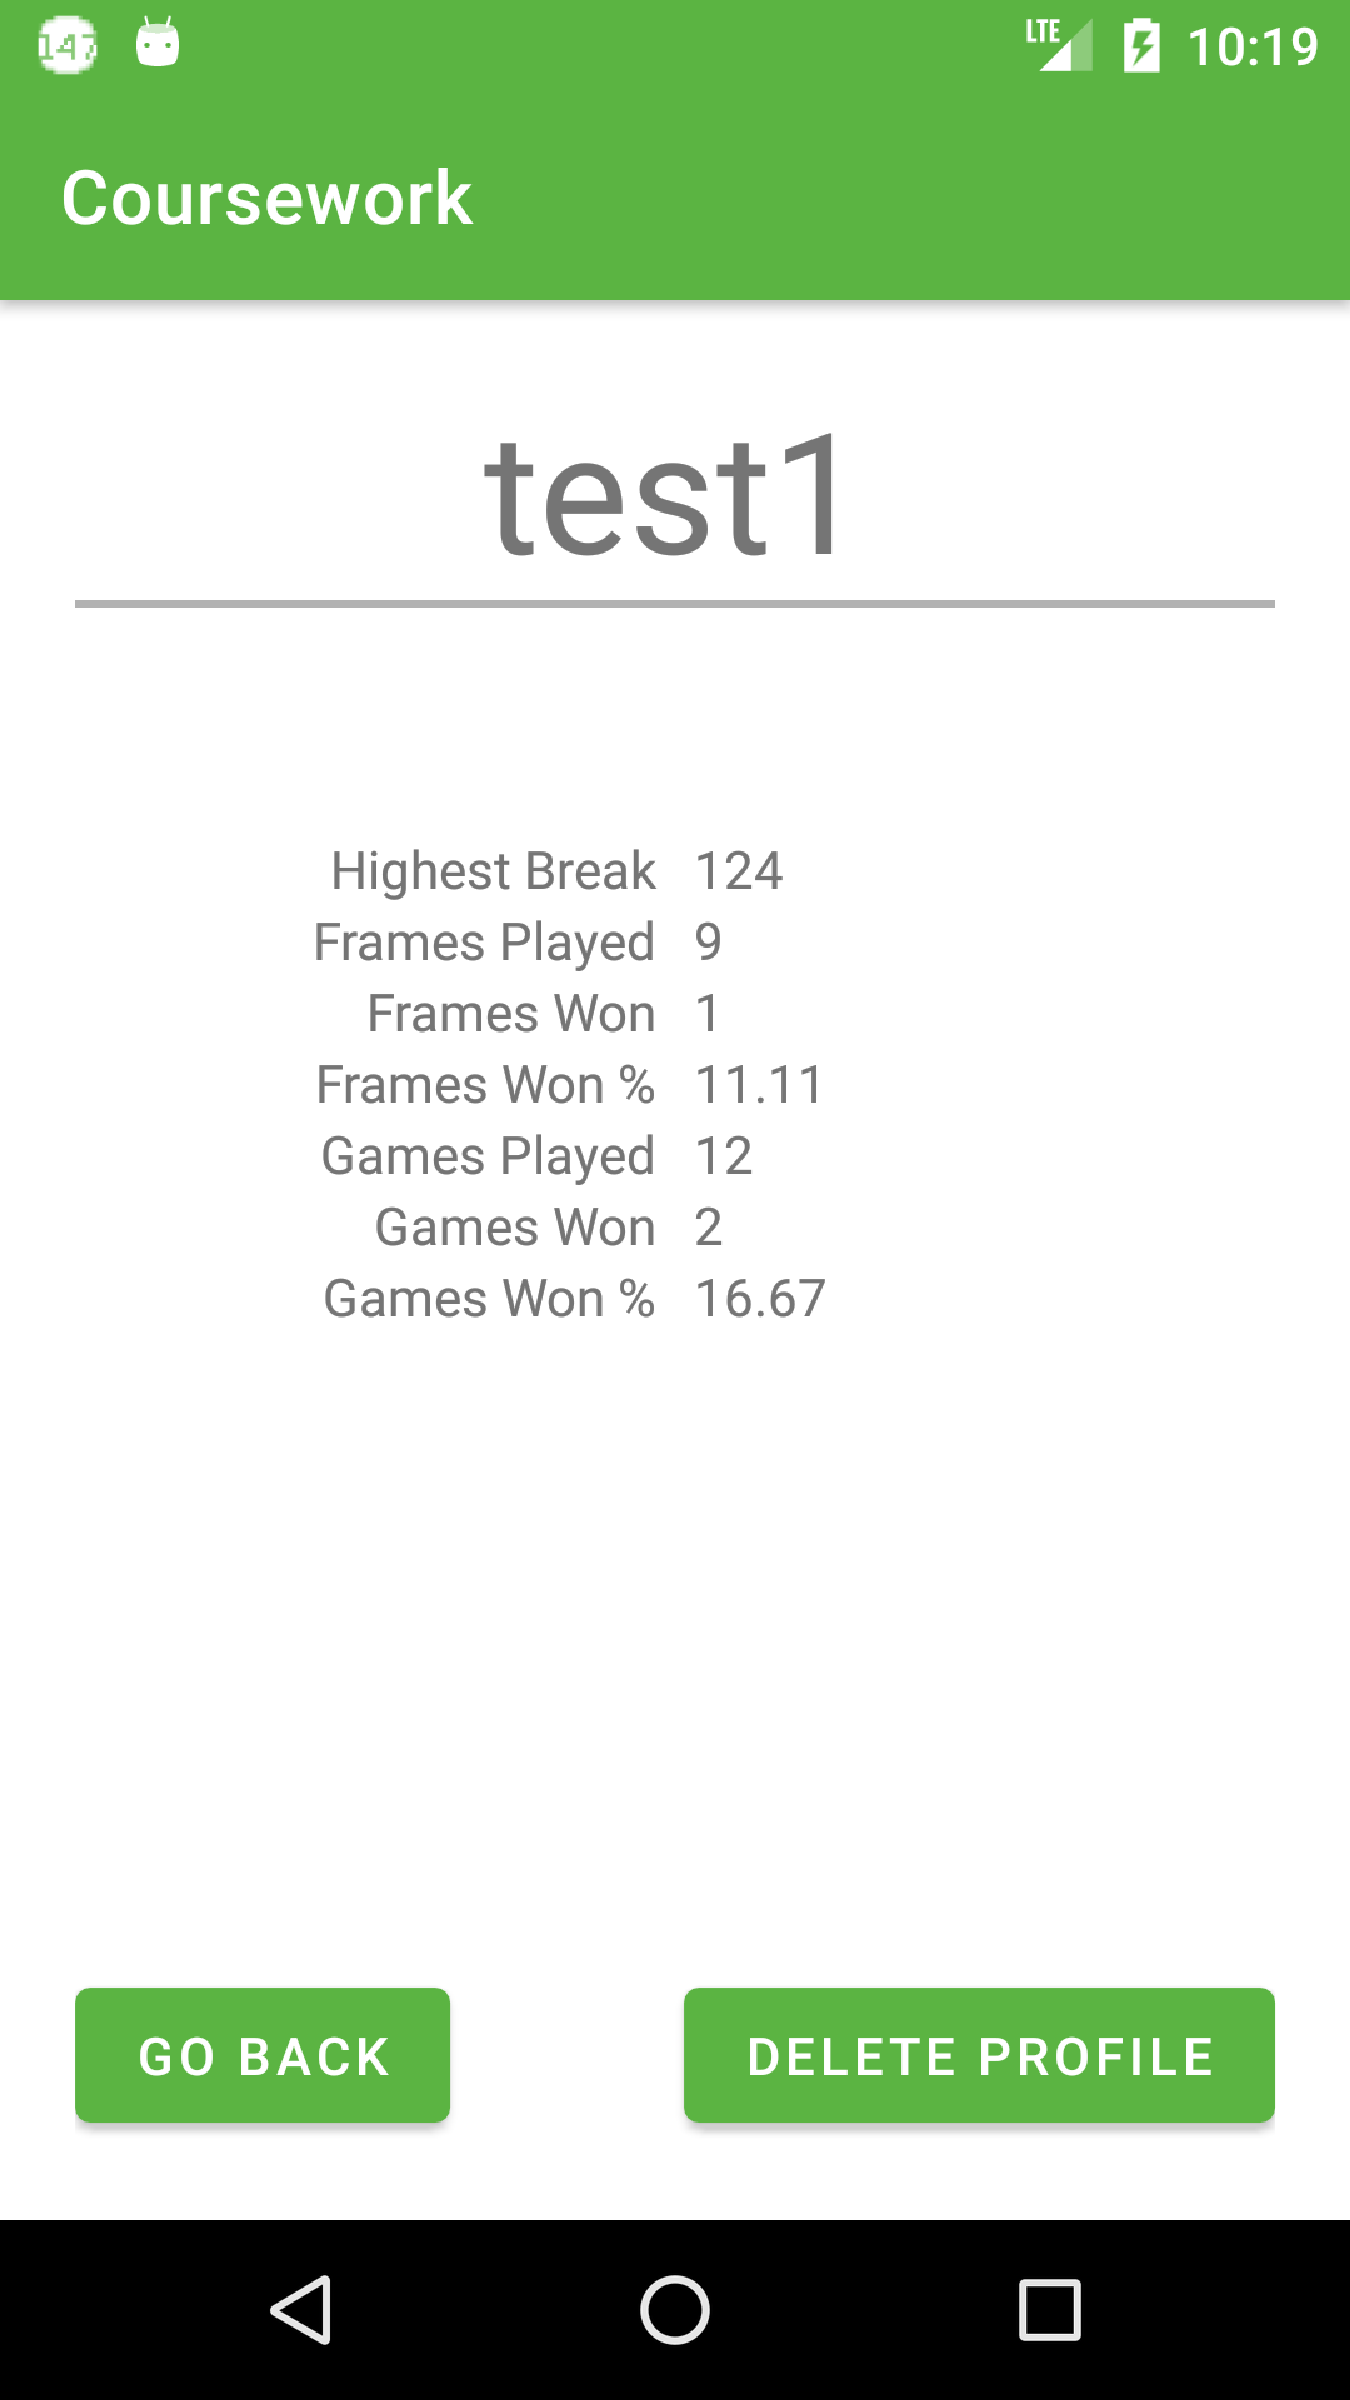 147
LTE
10:19
Coursework
test1
Highest Break 124
Frames Played 9
Frames Won 1
Frames Won % 11.11
Games Played 12
Games Won 2
Games Won % 16.67
GO BACK
DELETE PROFILE